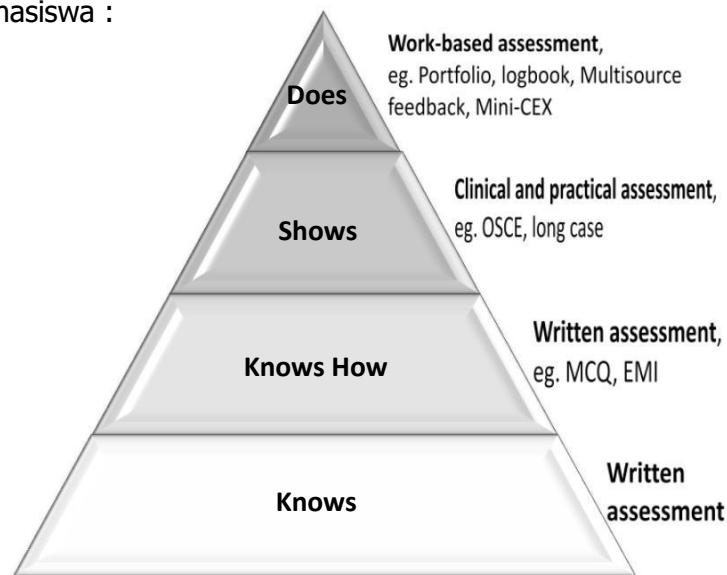 nasiswa :
Work-based assessment,
eg. Portfolio, logbook, Multisource
feedback, Mini-CEX
Does
Clinical and practical assessment,
eg. OSCE, long case
Shows
Written assessment,
eg. MCQ, EMI
Knows How
Written
assessment
Knows